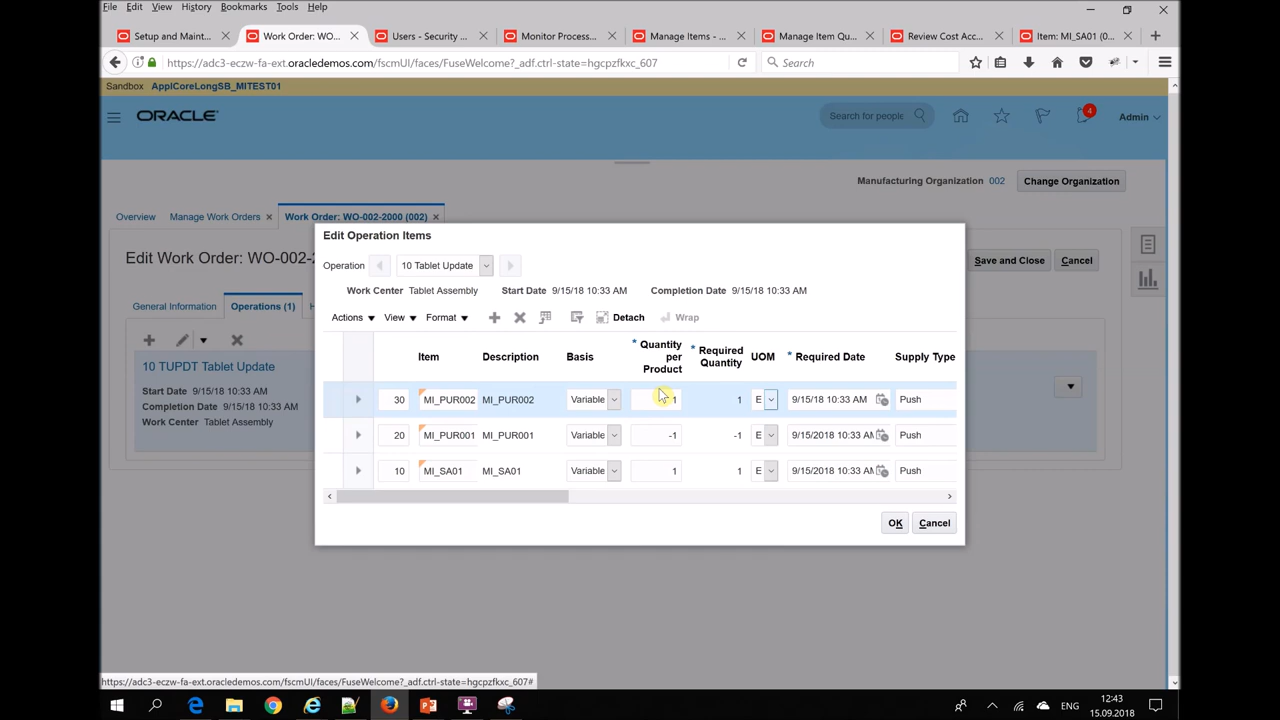 File Edit View History Bookmarks Tools Help
Setup and Maint... Work Order: WO... Users - Security ... Monitor Process... Manage Items - ... Manage Item Qu... Review Cost Acc... Item: MI_SA01 (0...
https://adc3-eczw-fa-ext.oracledemos.com/fscmUI/faces/FuseWelcome?_adf.ctrl-state=hgcpzfkxc_607 Search
Sandbox ApplCoreLongSB_MITEST01
ORACLE Search for people 4 Admin
Manufacturing Organization 002 Change Organization
Overview Manage Work Orders Work Order: WO-002-2000 (002)
Edit Work Order: WO-002-2 Save and Close Cancel
General Information Operations (1) H
10 TUPDT Tablet Update
Start Date 9/15/18 10:33 AM
Completion Date 9/15/18 10:33 AM
Work Center Tablet Assembly
Edit Operation Items
Operation 10 Tablet Update
Work Center Tablet Assembly Start Date 9/15/18 10:33 AM Completion Date 9/15/18 10:33 AM
Actions View Format Detach Wrap
Item Description Basis * Quantity per Product * Required Quantity UOM * Required Date Supply Type
30 MI_PUR002 MI_PUR002 Variable 1 1 E 9/15/18 10:33 AM Push
20 MI_PUR001 MI_PUR001 Variable -1 -1 E 9/15/2018 10:33 AM Push
10 MI_SA01 MI_SA01 Variable 1 1 E 9/15/2018 10:33 AM Push
OK Cancel
https://adc3-eczw-fa-ext.oracledemos.com/fscmUI/faces/FuseWelcome?_adf.ctrl-state=hgcpzfkxc_607#
ENG 12:43
15.09.2018